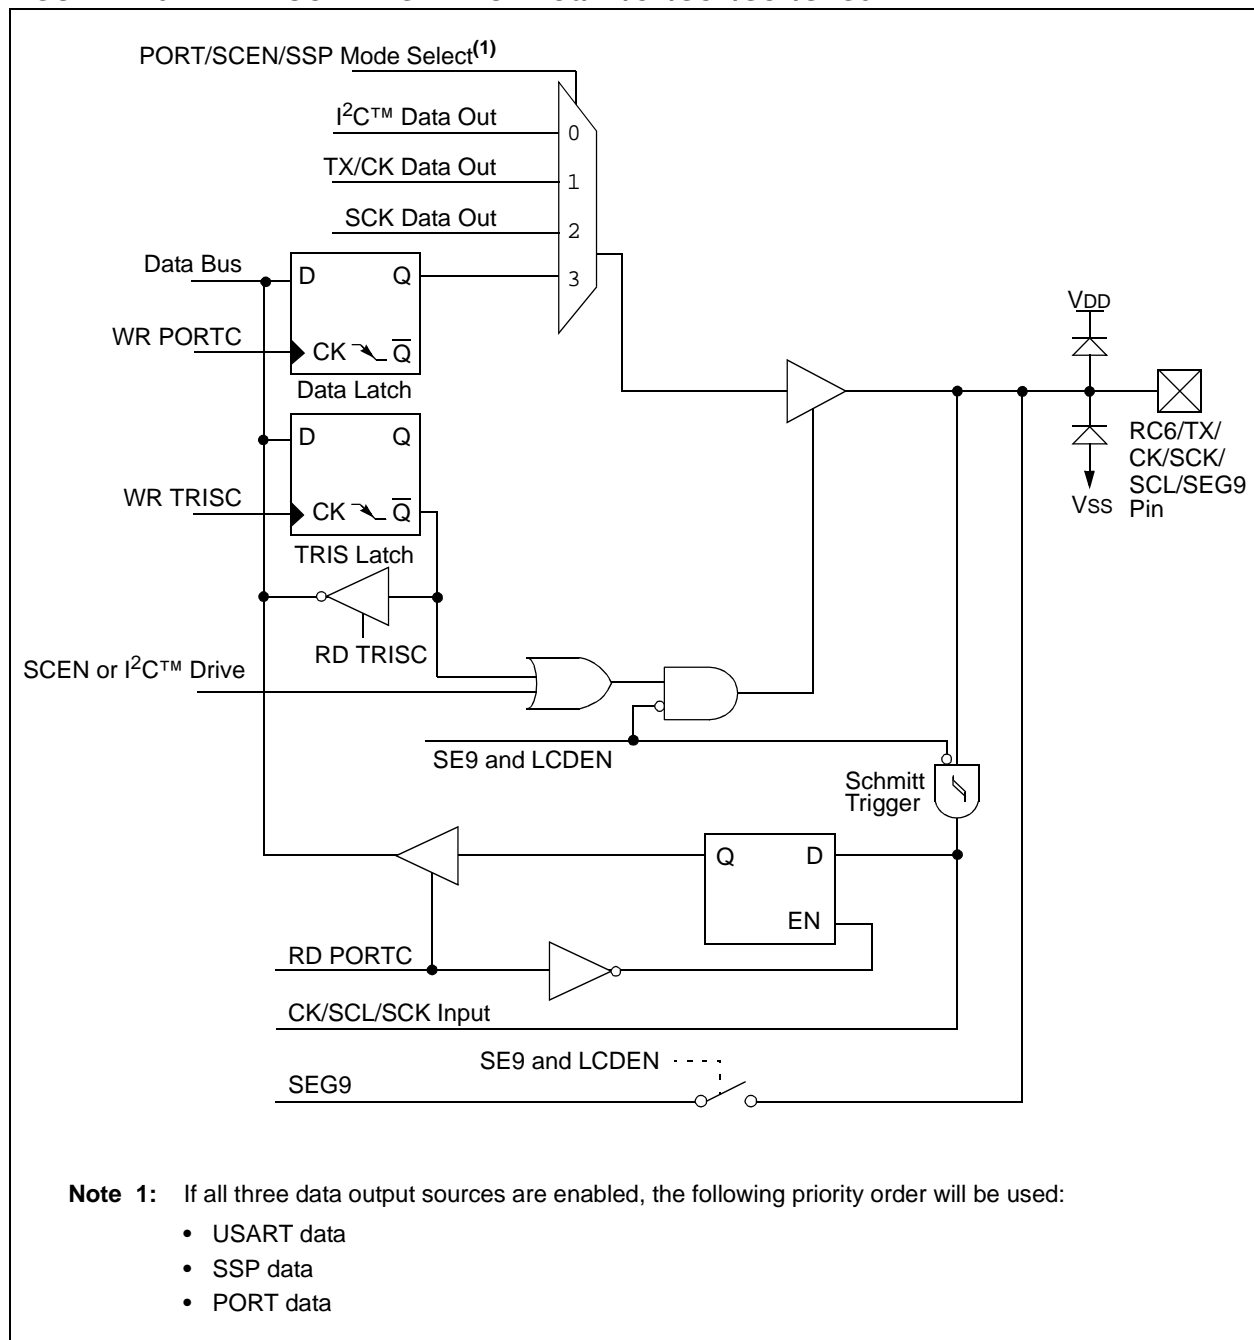 PORT/SCEN/SSP Mode Select(1)
I2C™ Data Out
0
TX/CK Data Out
1
SCK Data Out
2
Data Bus
D
Q
3
WR PORTC
CK
Q
Data Latch
VDD
D
Q
RC6/TX/
CK/SCK/
SCL/SEG9
Pin
VSS
WR TRISC
CK
Q
TRIS Latch
RD TRISC
SCEN or I2C™ Drive
SE9 and LCDEN
Schmitt
Trigger
Q
D
EN
RD PORTC
CK/SCL/SCK Input
SE9 and LCDEN
SEG9
Note 1: If all three data output sources are enabled, the following priority order will be used:
• USART data
• SSP data
• PORT data